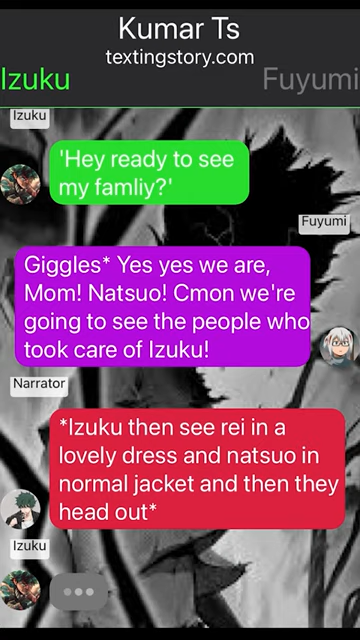 Kumar Ts
textingstory.com
Izuku
Fuyumi
Izuku
'Hey ready to see
my famliy?'
Fuyumi
Giggles* Yes yes we are,
Mom! Natsuo! Cmon we're
going to see the people who
took care of Izuku!
Narrator
*Izuku then see rei in a
lovely dress and natsuo in
normal jacket and then they
head out*
Izuku